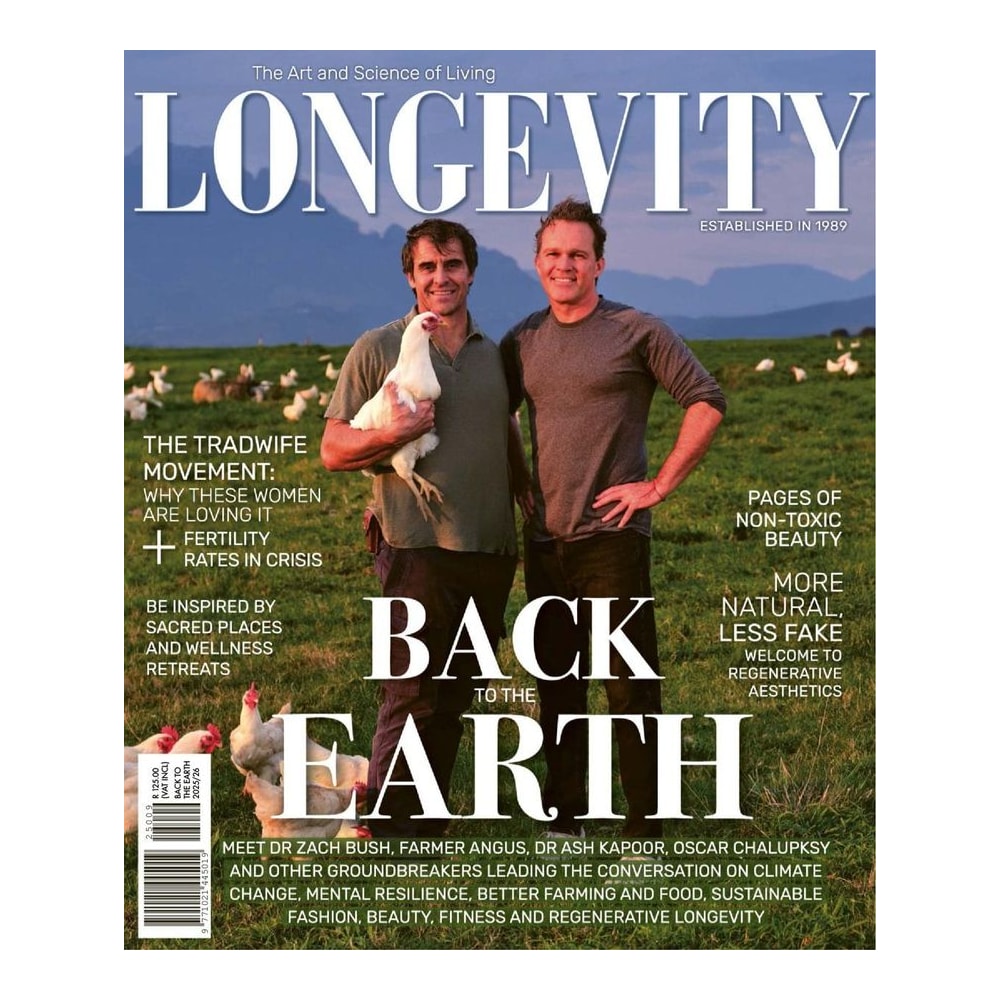 The Art and Science of Living
LONGEVITY
ESTABLISHED IN 1989
THE TRADWIFE
MOVEMENT:
WHY THESE WOMEN
ARE LOVING IT
+ FERTILITY
RATES IN CRISIS
BE INSPIRED BY
SACRED PLACES
AND WELLNESS
RETREATS
PAGES OF
NON-TOXIC
BEAUTY
MORE
NATURAL,
LESS FAKE
WELCOME TO
REGENERATIVE
AESTHETICS
BACK
TO THE
EARTH
MEET DR ZACH BUSH, FARMER ANGUS, DR ASH KAPOOR, OSCAR CHALUPKSY
AND OTHER GROUNDBREAKERS LEADING THE CONVERSATION ON CLIMATE
CHANGE, MENTAL RESILIENCE, BETTER FARMING AND FOOD, SUSTAINABLE
FASHION, BEAUTY, FITNESS AND REGENERATIVE LONGEVITY
R 125.00
(VAT INCL)
BACK TO
THE EARTH
2025/26
25009
9 771021 445019